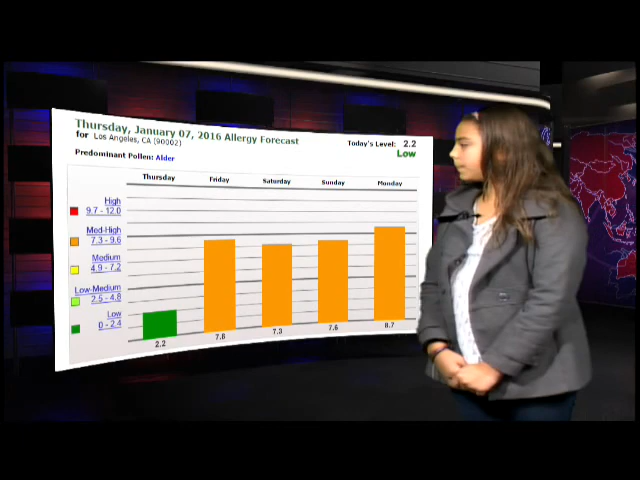 Thursday, January 07, 2016 Allergy Forecast
for Los Angeles, CA (90002)
Today's Level: 2.2
Low
Predominant Pollen: Alder
Thursday Friday Saturday Sunday Monday
High
9.7 - 12.0
Med-High
7.3 - 9.6
Medium
4.9 - 7.2
Low-Medium
2.5 - 4.8
Low
0 - 2.4
2.2 7.8 7.3 7.6 8.7